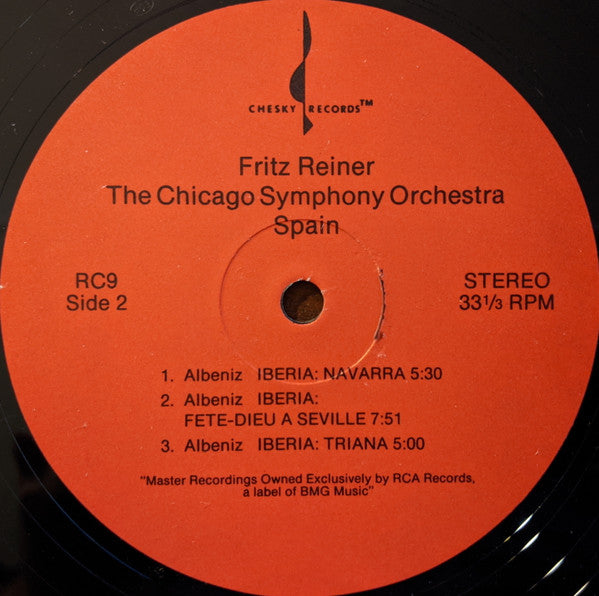 CHESKY RECORDS™
Fritz Reiner
The Chicago Symphony Orchestra
Spain
RC9
Side 2
STEREO
33⅓ RPM
1. Albeniz IBERIA: NAVARRA 5:30
2. Albeniz IBERIA:
FETE-DIEU A SEVILLE 7:51
3. Albeniz IBERIA: TRIANA 5:00
"Master Recordings Owned Exclusively by RCA Records,
a label of BMG Music"